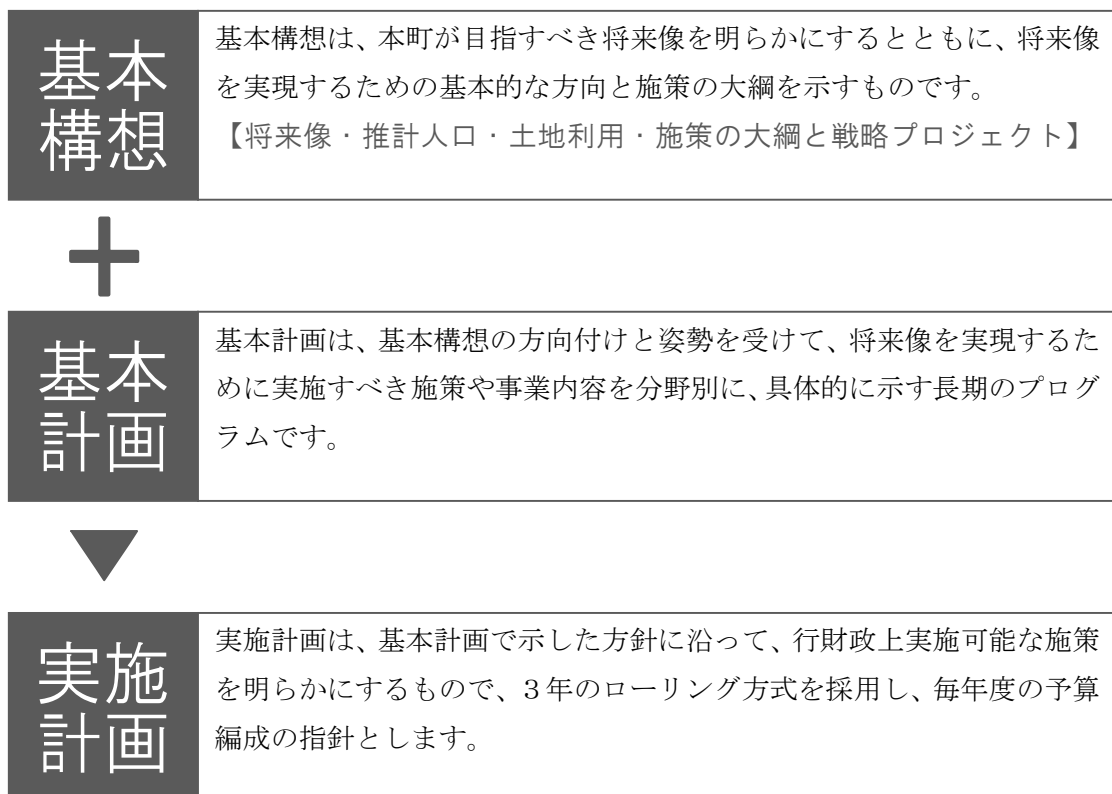 基本
構想
基本構想は、本町が目指すべき将来像を明らかにするとともに、将来像
を実現するための基本的な方向と施策の大綱を示すものです。
【将来像・推計人口・土地利用・施策の大綱と戦略プロジェクト】
基本
計画
基本計画は、基本構想の方向付けと姿勢を受けて、将来像を実現するた
めに実施すべき施策や事業内容を分野別に、具体的に示す長期のプログ
ラムです。
実施
計画
実施計画は、基本計画で示した方針に沿って、行財政上実施可能な施策
を明らかにするもので、３年のローリング方式を採用し、毎年度の予算
編成の指針とします。